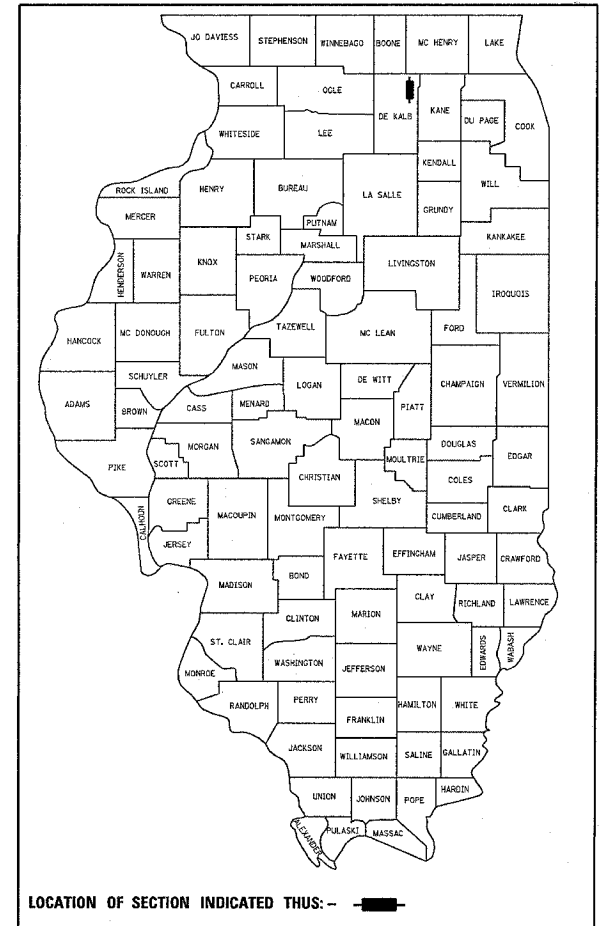 JO DAVIESS STEPHENSON WINNEBAGO BOONE MC HENRY LAKE
CARROLL OGLE DE KALB KANE DU PAGE COOK
WHITESIDE LEE
KENDALL WILL
ROCK ISLAND HENRY BUREAU LA SALLE GRUNDY
MERCER PUTNAM KANKAKEE
STARK MARSHALL
HENDERSON WARREN KNOX PEORIA WOODFORD LIVINGSTON IROQUOIS
HANCOCK MC DONOUGH FULTON TAZEWELL MC LEAN FORD
SCHUYLER MASON DE WITT CHAMPAIGN VERMILION
ADAMS BROWN CASS MENARD LOGAN MACON PIATT
PIKE SCOTT MORGAN SANGAMON MOULTRIE DOUGLAS EDGAR
CHRISTIAN COLES
CALHOUN GREENE MACOUPIN MONTGOMERY SHELBY CUMBERLAND CLARK
JERSEY FAYETTE EFFINGHAM JASPER CRAWFORD
MADISON BOND CLAY RICHLAND LAWRENCE
CLINTON MARION
ST. CLAIR WASHINGTON JEFFERSON WAYNE EDWARDS WABASH
MONROE
RANDOLPH PERRY FRANKLIN HAMILTON WHITE
JACKSON WILLIAMSON SALINE GALLATIN
UNION JOHNSON POPE HARDIN
ALEXANDER PULASKI MASSAC
LOCATION OF SECTION INDICATED THUS: -